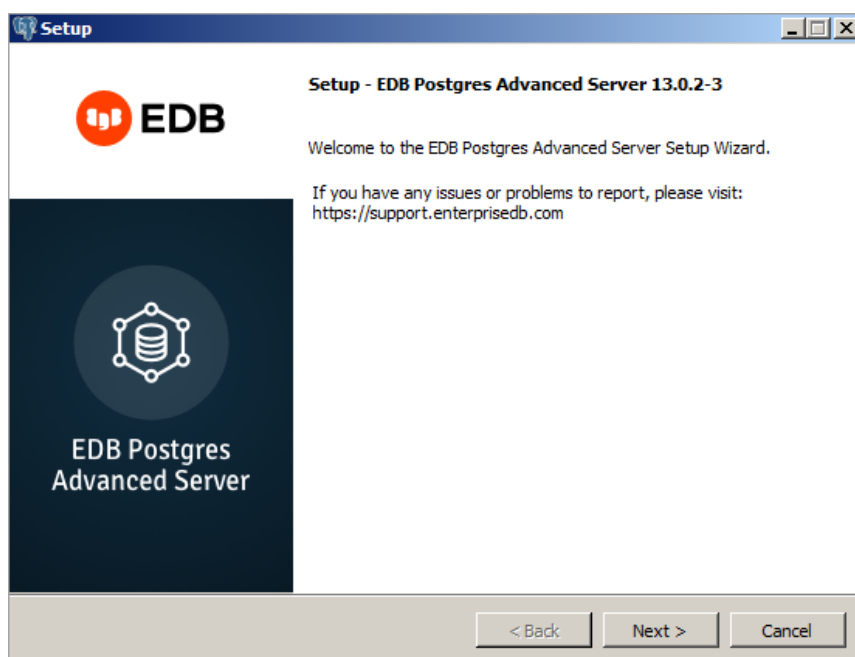 Setup
EDB
Setup - EDB Postgres Advanced Server 13.0.2-3
Welcome to the EDB Postgres Advanced Server Setup Wizard.
If you have any issues or problems to report, please visit:
https://support.enterprisedb.com
EDB Postgres
Advanced Server
< Back
Next >
Cancel